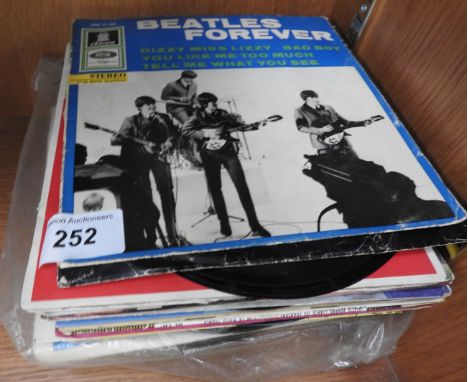 BEATLES
FOREVER
DIZZY MISS LIZZY BAD BOY
YOU LIKE ME TOO MUCH
TELL ME WHAT YOU SEE
STEREO
Auctioneers
252